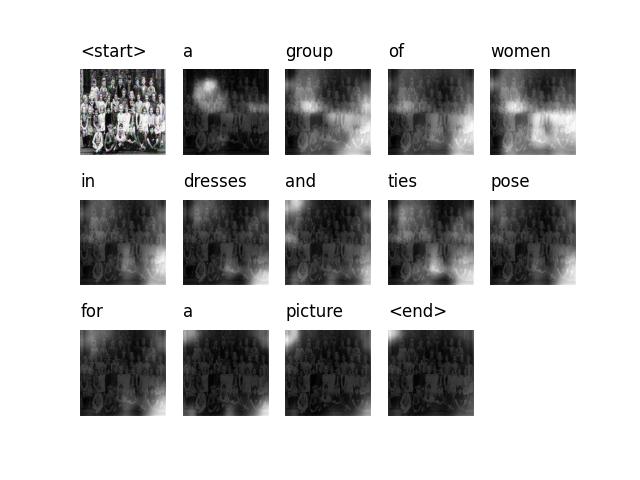 <start> a group of women
in dresses and ties pose
for a picture <end>